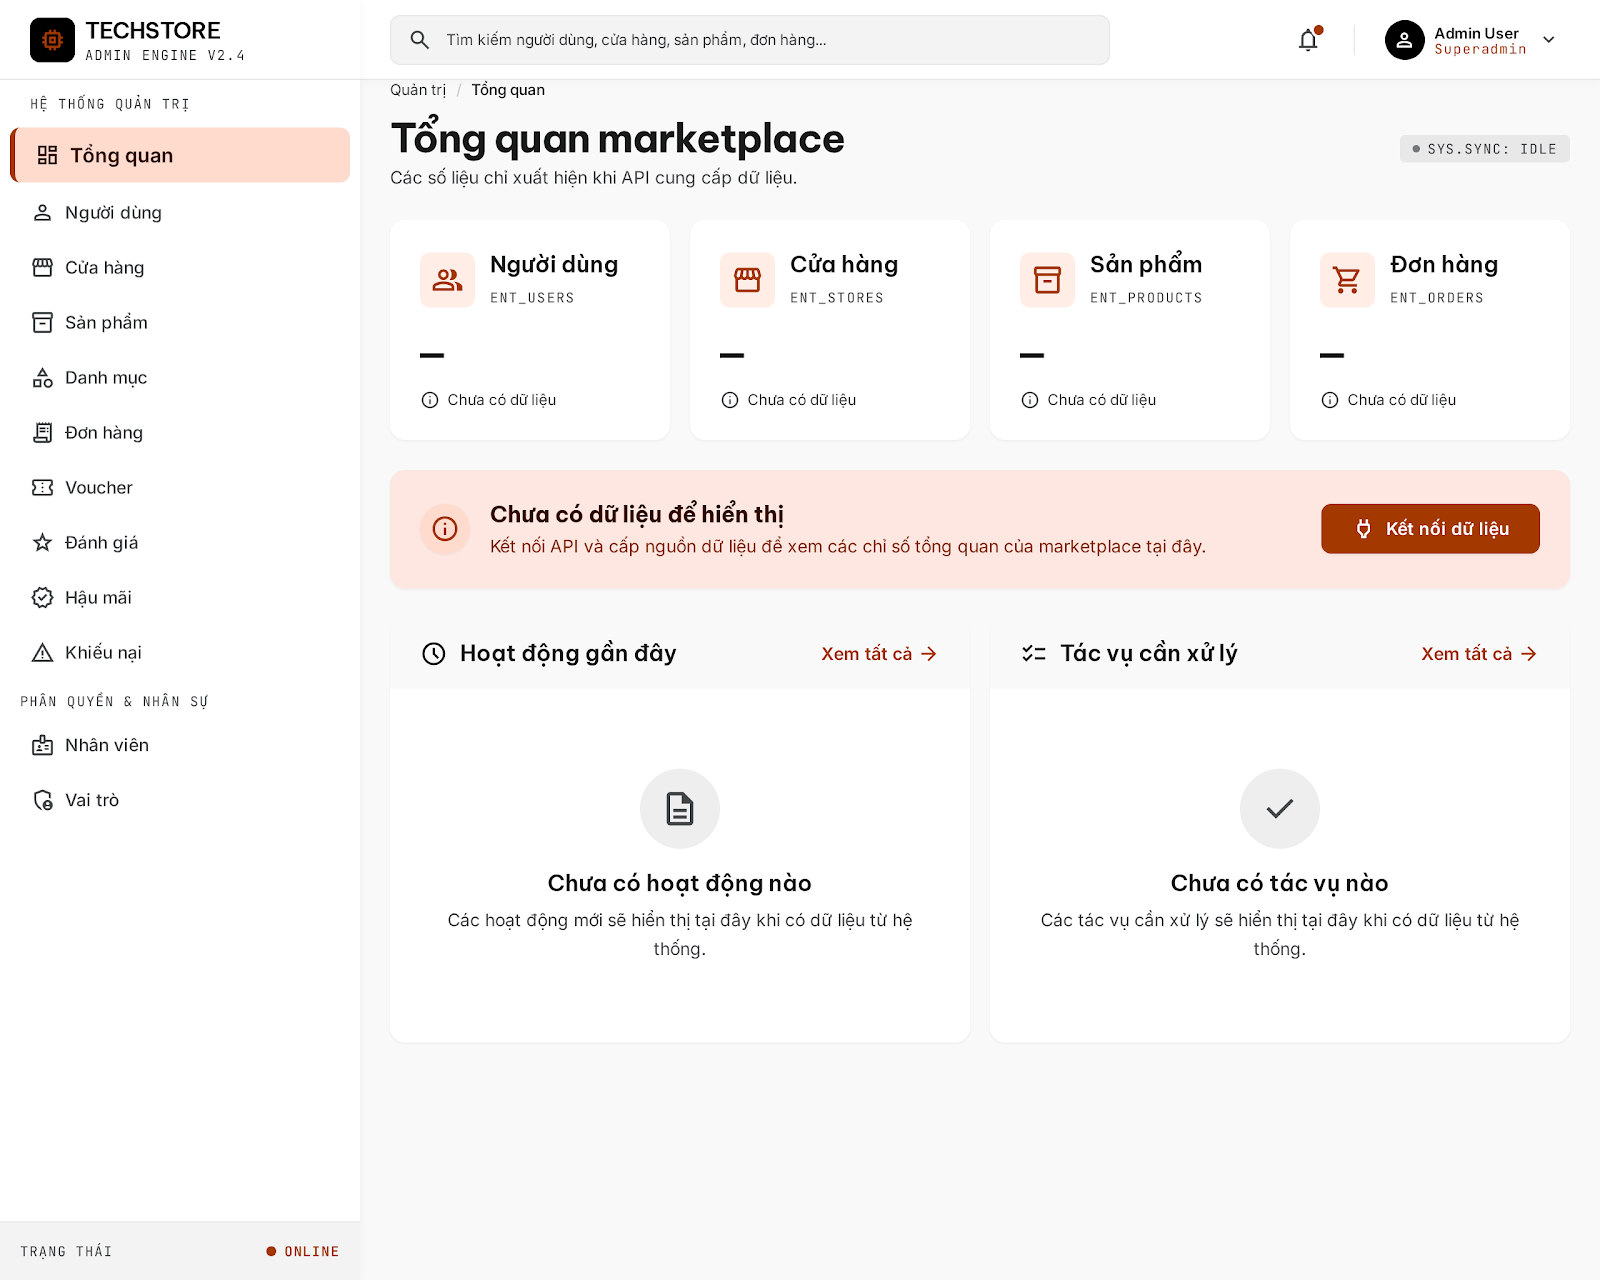 TECHSTORE
ADMIN ENGINE V2.4
Tìm kiếm người dùng, cửa hàng, sản phẩm, đơn hàng...
Admin User
Superadmin
HỆ THỐNG QUẢN TRỊ
Tổng quan
Người dùng
Cửa hàng
Sản phẩm
Danh mục
Đơn hàng
Voucher
Đánh giá
Hậu mãi
Khiếu nại
PHÂN QUYỀN & NHÂN SỰ
Nhân viên
Vai trò
TRẠNG THÁI
ONLINE
Quản trị / Tổng quan
Tổng quan marketplace
Các số liệu chỉ xuất hiện khi API cung cấp dữ liệu.
SYS.SYNC: IDLE
Người dùng
ENT_USERS
—
Chưa có dữ liệu
Cửa hàng
ENT_STORES
—
Chưa có dữ liệu
Sản phẩm
ENT_PRODUCTS
—
Chưa có dữ liệu
Đơn hàng
ENT_ORDERS
—
Chưa có dữ liệu
Chưa có dữ liệu để hiển thị
Kết nối API và cấp nguồn dữ liệu để xem các chỉ số tổng quan của marketplace tại đây.
Kết nối dữ liệu
Hoạt động gần đây
Xem tất cả
Chưa có hoạt động nào
Các hoạt động mới sẽ hiển thị tại đây khi có dữ liệu từ hệ
thống.
Tác vụ cần xử lý
Xem tất cả
Chưa có tác vụ nào
Các tác vụ cần xử lý sẽ hiển thị tại đây khi có dữ liệu từ hệ
thống.